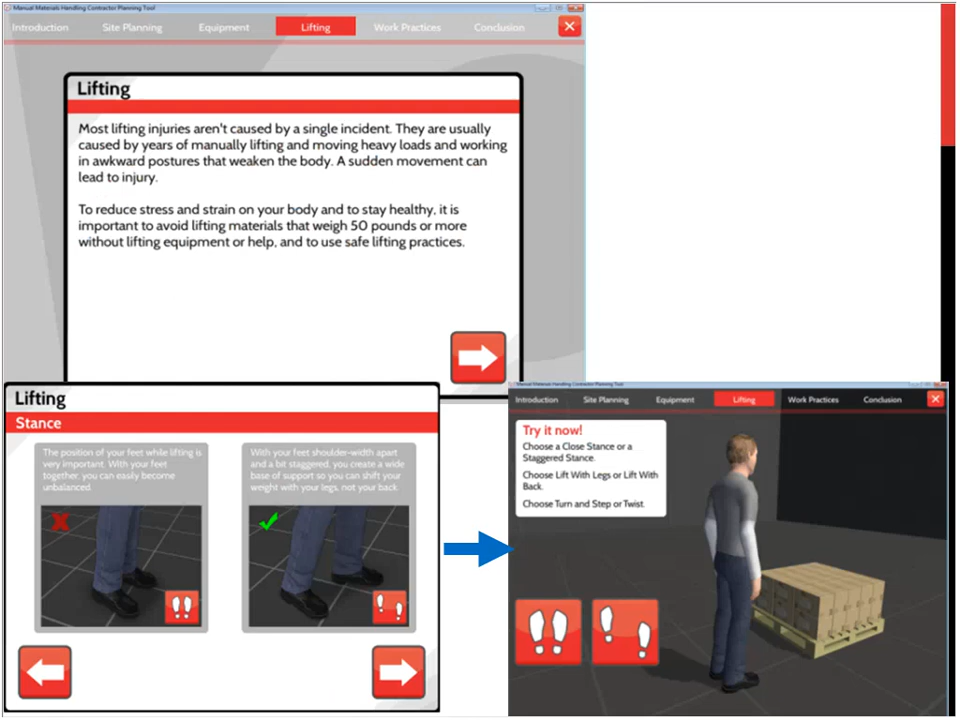 Manual Materials Handling Contractor Planning Tool
Introduction Site Planning Equipment Lifting Work Practices Conclusion
Lifting
Most lifting injuries aren't caused by a single incident. They are usually
caused by years of manually lifting and moving heavy loads and working
in awkward postures that weaken the body. A sudden movement can
lead to injury.
To reduce stress and strain on your body and to stay healthy, it is
important to avoid lifting materials that weigh 50 pounds or more
without lifting equipment or help, and to use safe lifting practices.
Lifting
Stance
The position of your feet while lifting is
very important. With your feet
together, you can easily become
unbalanced.
With your feet shoulder-width apart
and a bit staggered, you create a wide
base of support so you can shift your
weight with your legs, not your back.
Manual Materials Handling Contractor Planning Tool
Introduction Site Planning Equipment Lifting Work Practices Conclusion
Try it now!
Choose a Close Stance or a
Staggered Stance.
Choose Lift With Legs or Lift With
Back.
Choose Turn and Step or Twist.